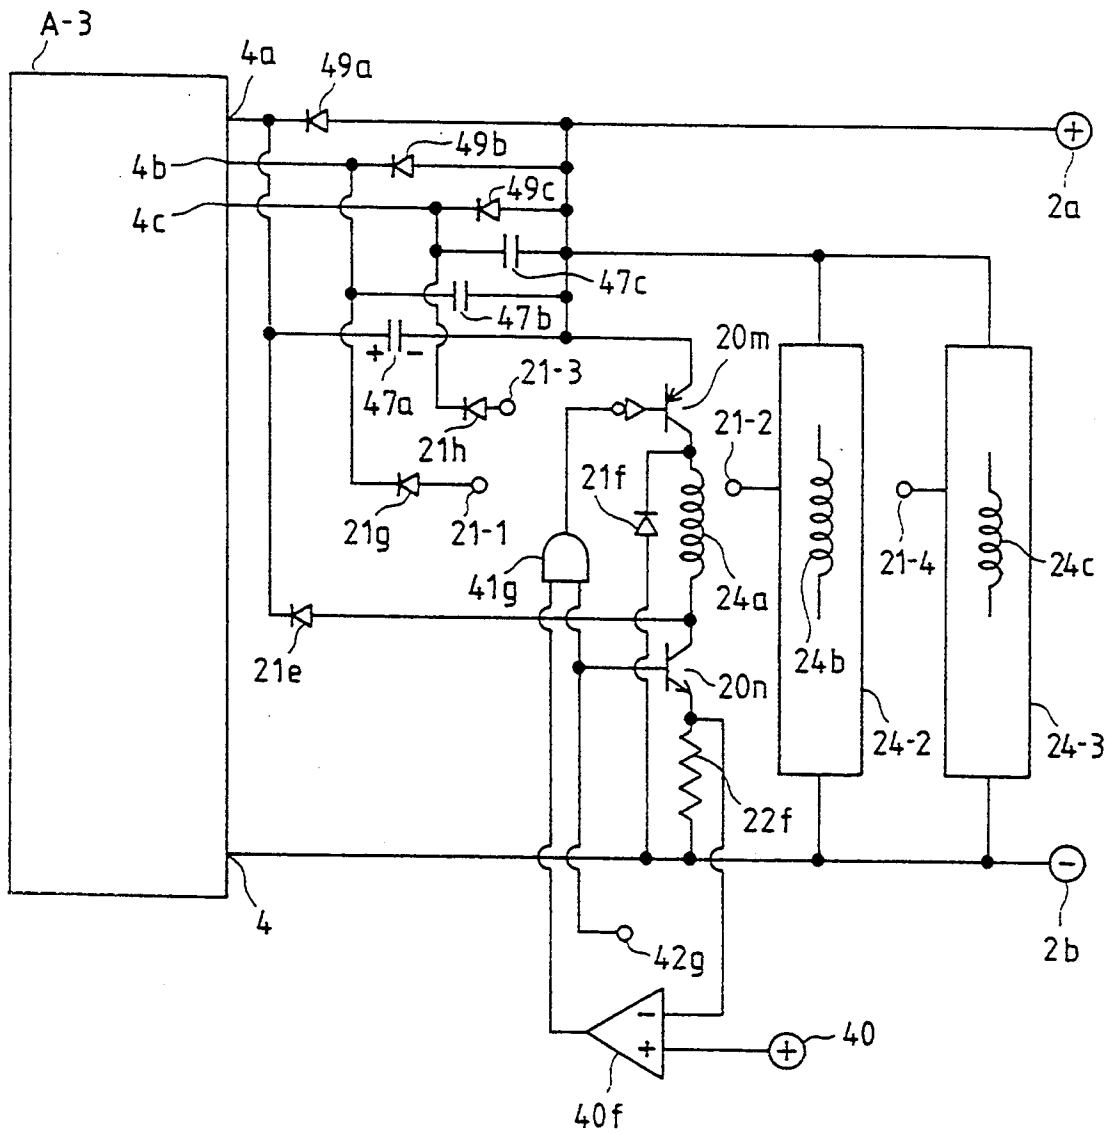 A-3
4a
49a
+
4b
49b
2a
4c
49c
47c
47b
+ -
47a
20m
21-3
21h
21-2
21f
21g
21-1
41g
24a
21-4
24c
21e
24b
20n
24-2
24-3
22f
4
-
2b
42g
-
+
+
40
40f